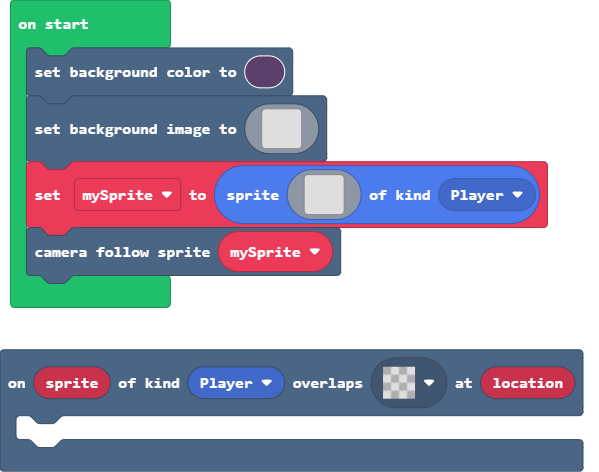 on start
set background color to
set background image to
set mySprite to sprite of kind Player
camera follow sprite mySprite
on sprite of kind Player overlaps at location